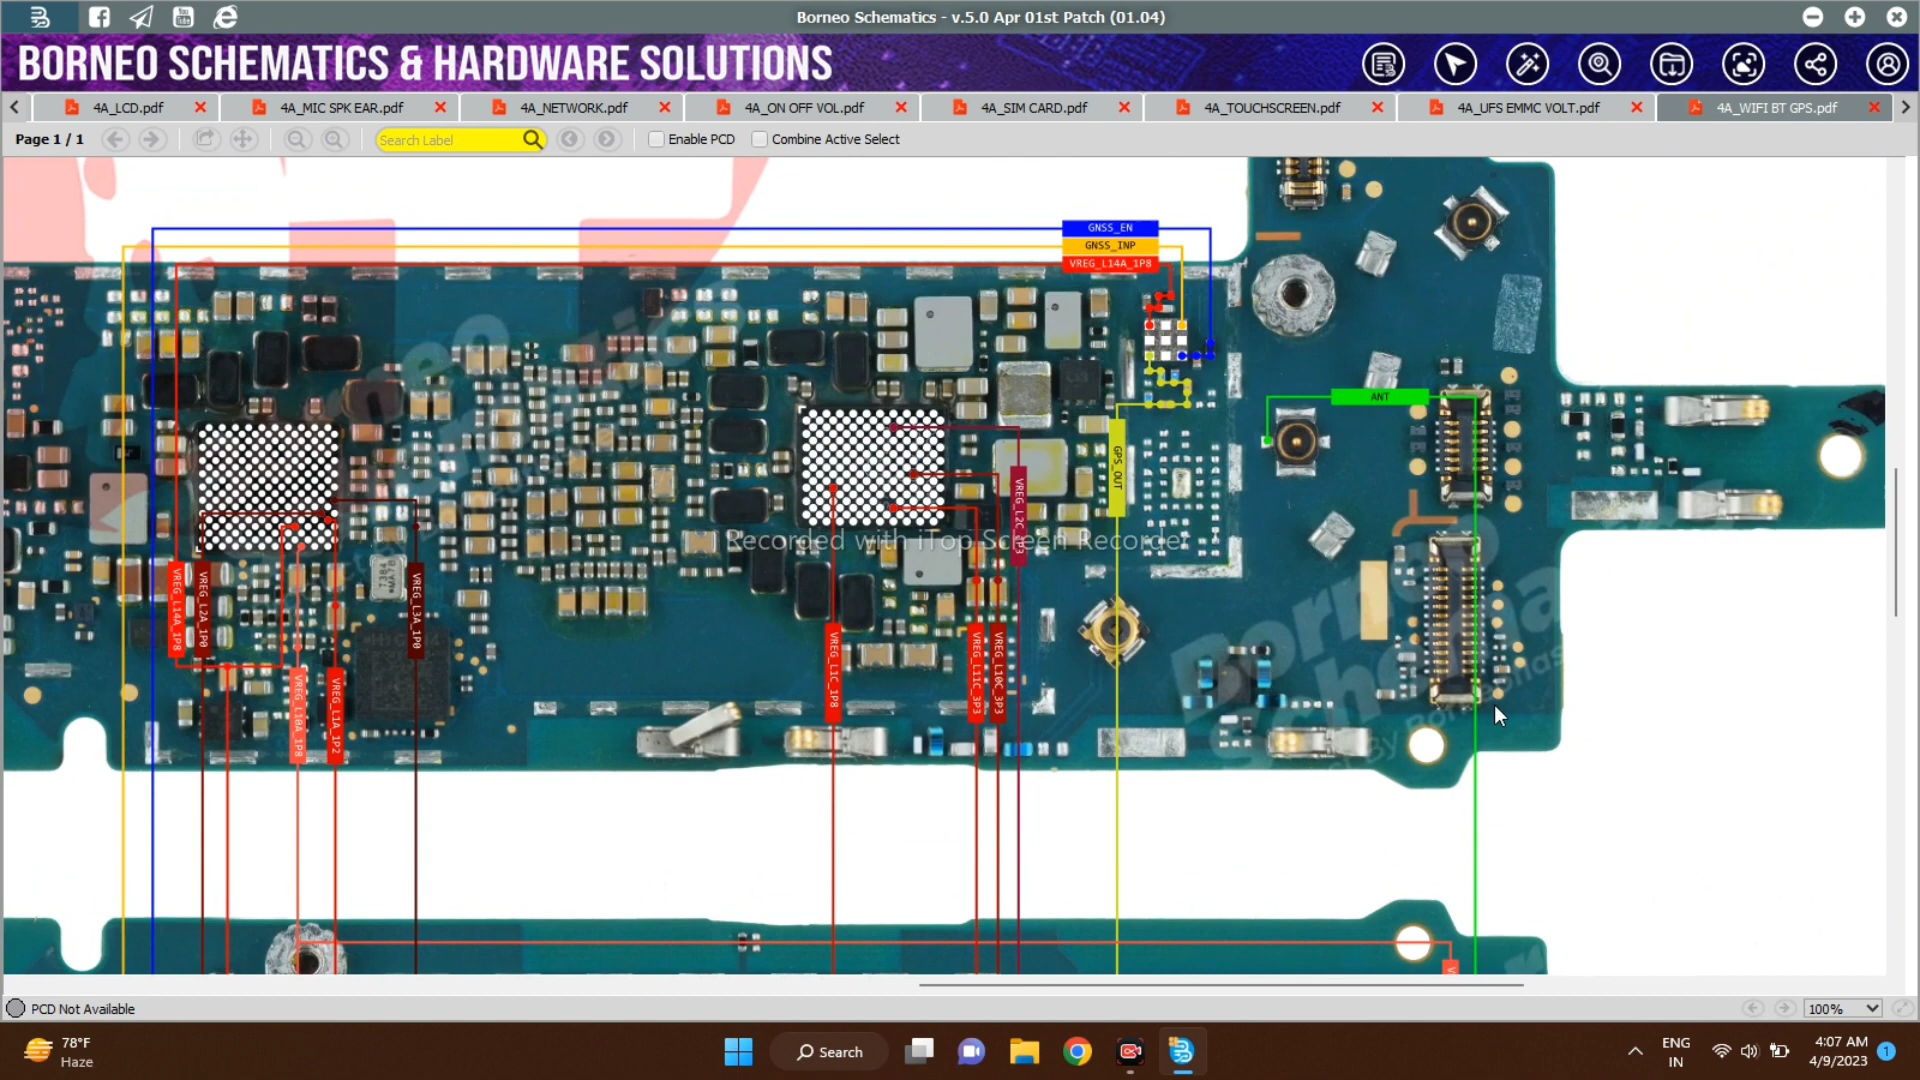 Borneo Schematics - v.5.0 Apr 01st Patch (01.04)
BORNEO SCHEMATICS & HARDWARE SOLUTIONS
4A_LCD.pdf
4A_MIC SPK EAR.pdf
4A_NETWORK.pdf
4A_ON OFF VOL.pdf
4A_SIM CARD.pdf
4A_TOUCHSCREEN.pdf
4A_UFS EMMC VOLT.pdf
4A_WIFI BT GPS.pdf
Page 1 / 1
Search Label
Enable PCD
Combine Active Select
GNSS_EN
GNSS_INP
VREG_L14A_1P8
ANT
GPS_OUT
VREG_L2C_1P3
Recorded with iTop Screen Recorder
VREG_L14A_1P8
VREG_L2A_1P0
VREG_L3A_1P0
VREG_L10A_1P8
VREG_L1A_1P2
VREG_L1C_1P8
VREG_L11C_3P3
VREG_L10C_3P3
PCD Not Available
100%
78°F
Haze
Search
ENG
IN
4:07 AM
4/9/2023
1